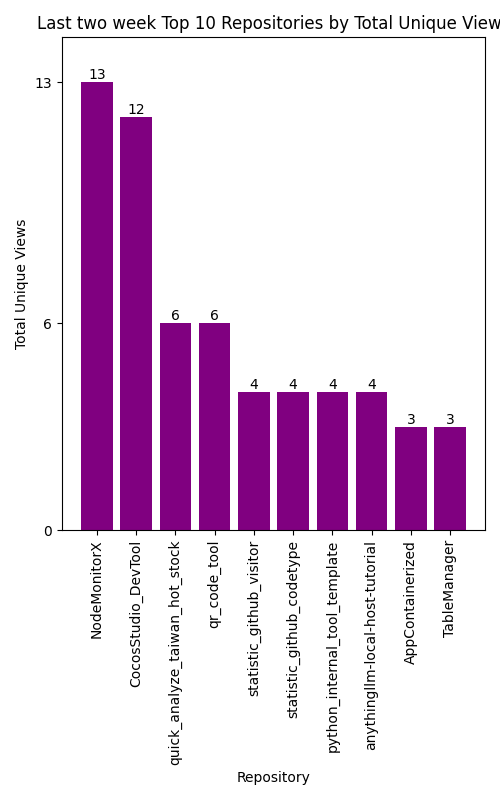 Last two week Top 10 Repositories by Total Unique View
13
12
6
6
4
4
4
4
3
3
13
6
0
Total Unique Views
NodeMonitorX
CocosStudio_DevTool
quick_analyze_taiwan_hot_stock
qr_code_tool
statistic_github_visitor
statistic_github_codetype
python_internal_tool_template
anythingllm-local-host-tutorial
AppContainerized
TableManager
Repository